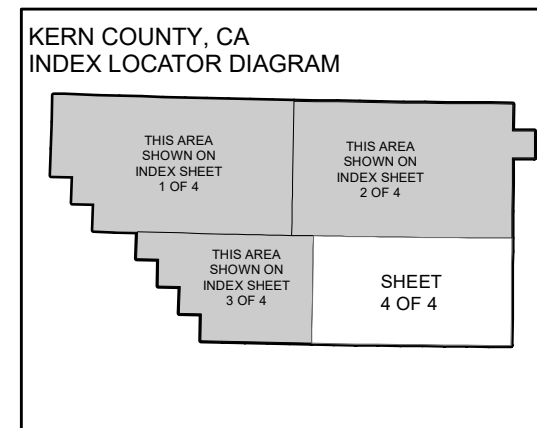 KERN COUNTY, CA
INDEX LOCATOR DIAGRAM
THIS AREA
SHOWN ON
INDEX SHEET
1 OF 4
THIS AREA
SHOWN ON
INDEX SHEET
2 OF 4
THIS AREA
SHOWN ON
INDEX SHEET
3 OF 4
SHEET
4 OF 4